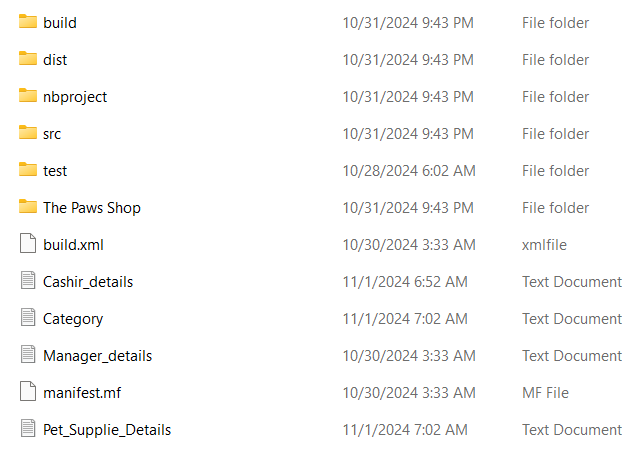 build 10/31/2024 9:43 PM File folder
dist 10/31/2024 9:43 PM File folder
nbproject 10/31/2024 9:43 PM File folder
src 10/31/2024 9:43 PM File folder
test 10/28/2024 6:02 AM File folder
The Paws Shop 10/31/2024 9:43 PM File folder
build.xml 10/30/2024 3:33 AM xmlfile
Cashir_details 11/1/2024 6:52 AM Text Document
Category 11/1/2024 7:02 AM Text Document
Manager_details 10/30/2024 3:33 AM Text Document
manifest.mf 10/30/2024 3:33 AM MF File
Pet_Supplie_Details 11/1/2024 7:02 AM Text Document